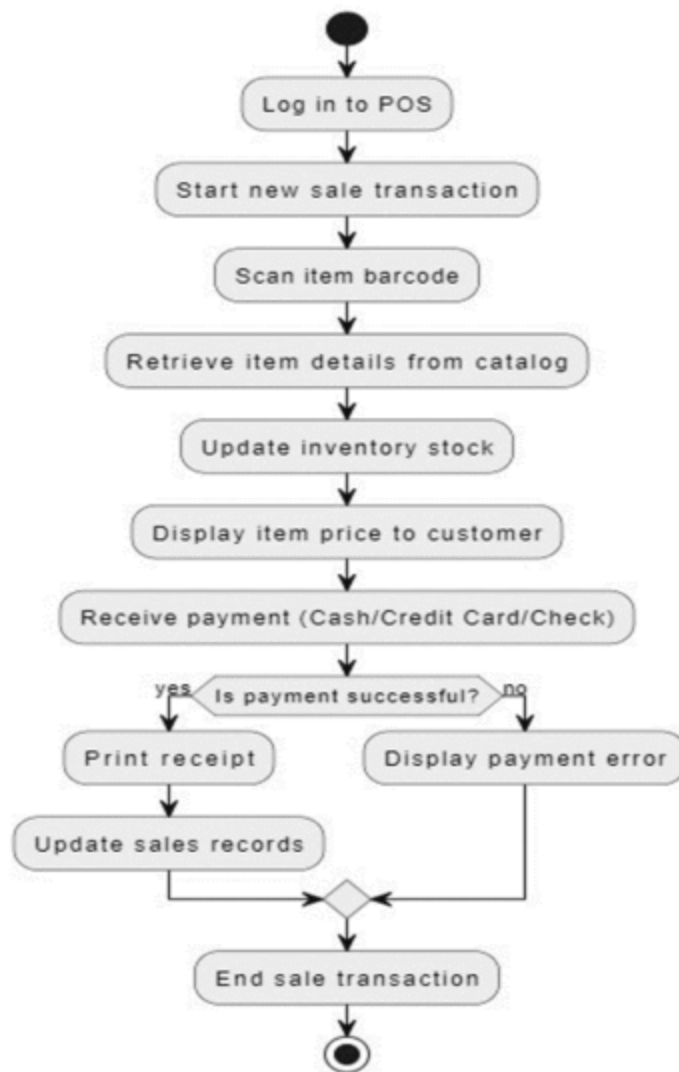 Log in to POS
Start new sale transaction
Scan item barcode
Retrieve item details from catalog
Update inventory stock
Display item price to customer
Receive payment (Cash/Credit Card/Check)
yes
Is payment successful?
no
Print receipt
Display payment error
Update sales records
End sale transaction